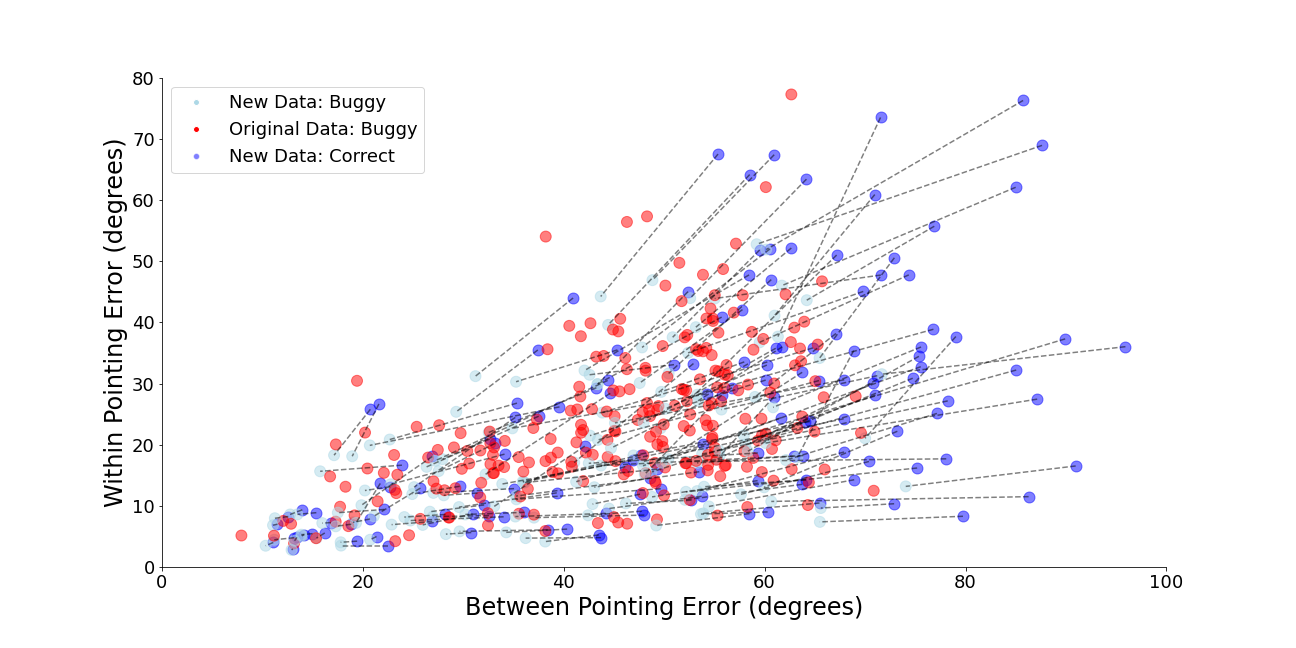 80
70
60
50
40
30
20
10
0
Within Pointing Error (degrees)
New Data: Buggy
Original Data: Buggy
New Data: Correct
0 20 40 60 80 100
Between Pointing Error (degrees)